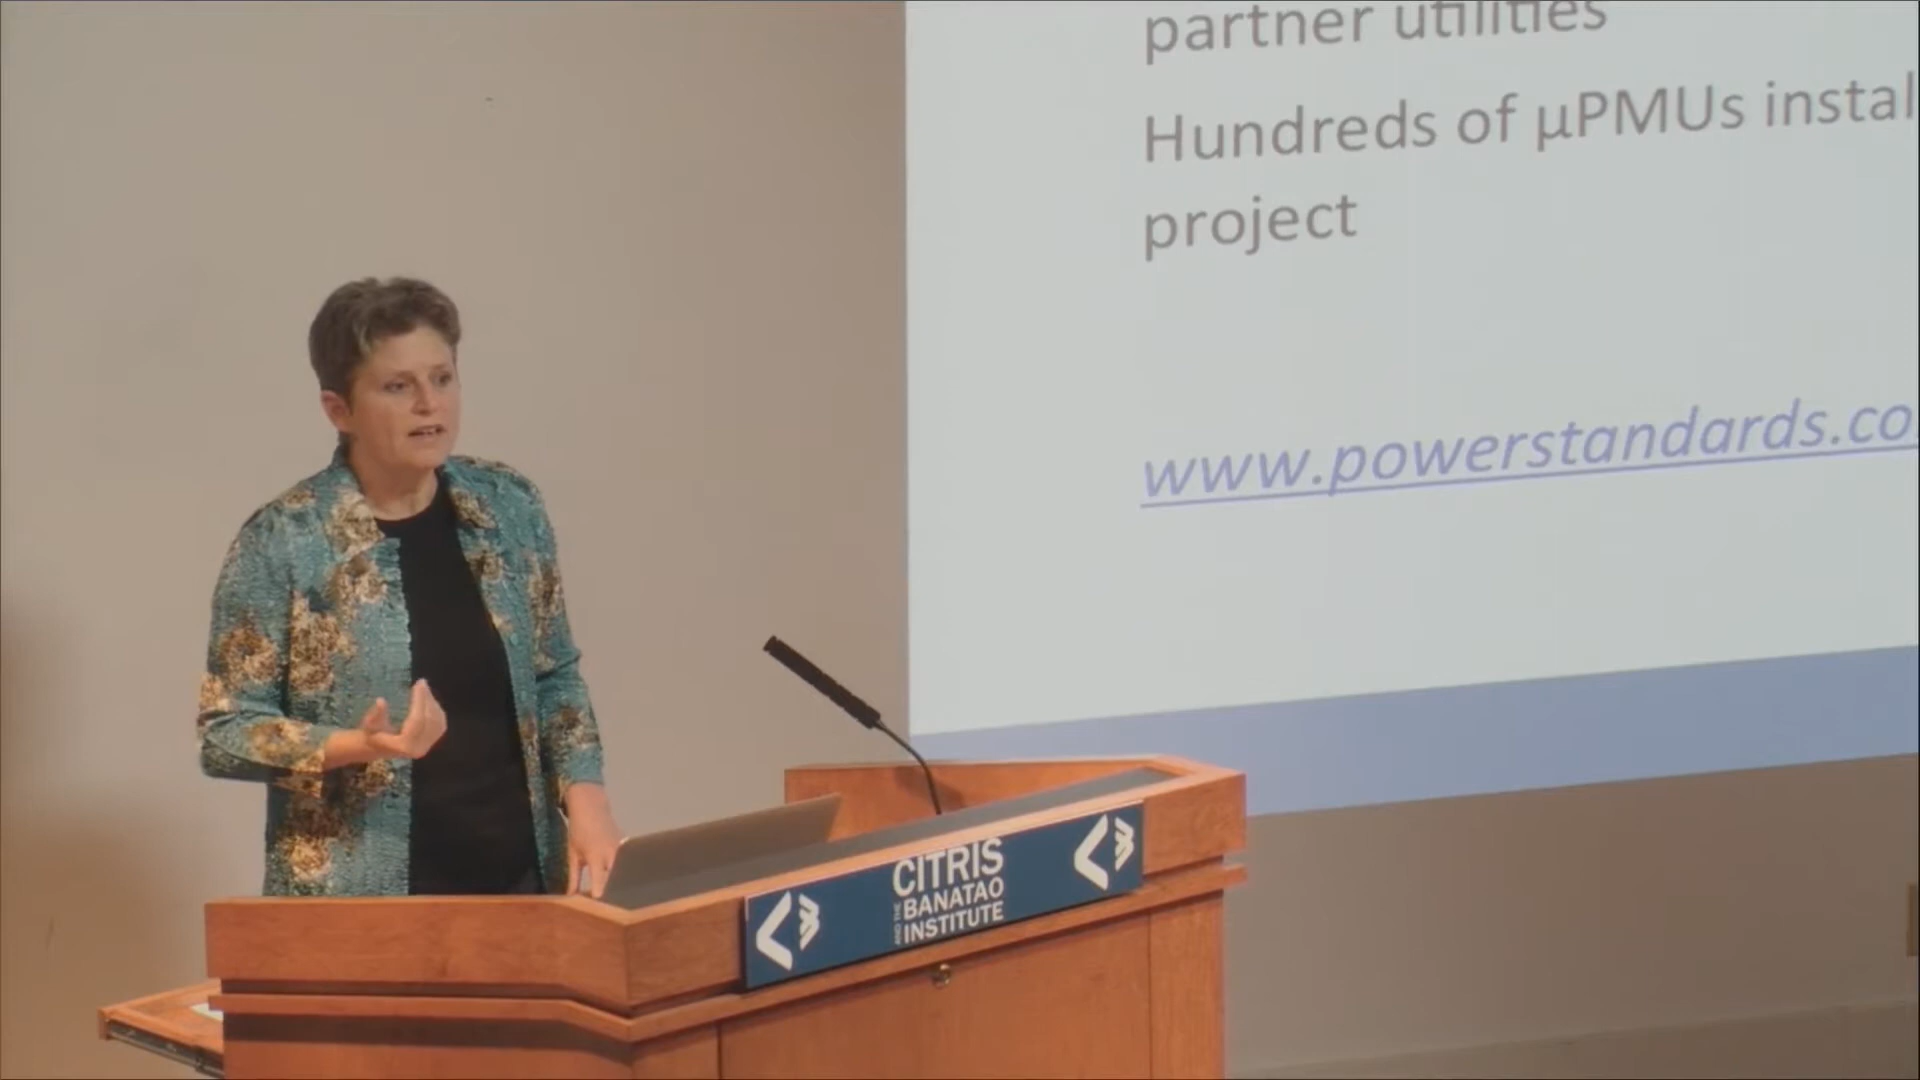 partner utilities
Hundreds of µPMUs instal
project
www.powerstandards.co
CITRIS
AND THE
BANATAO
INSTITUTE